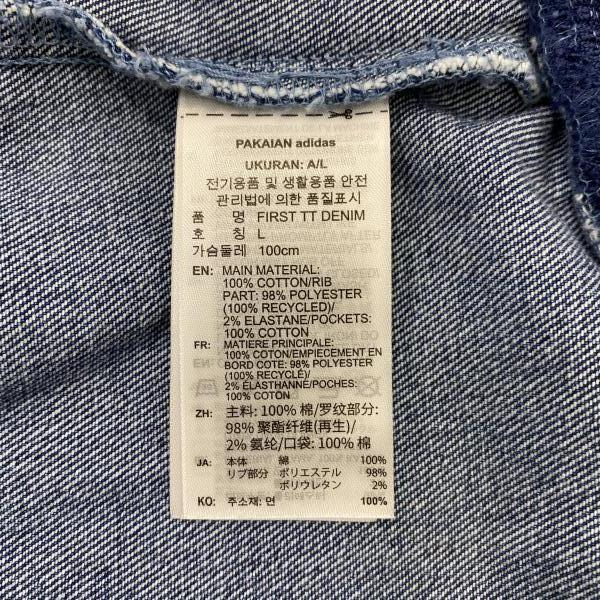 PAKAIAN adidas
UKURAN: A/L
전기용품 및 생활용품 안전
관리법에 의한 품질표시
품 명 FIRST TT DENIM
호 칭 L
가슴둘레 100cm
EN: MAIN MATERIAL:
100% COTTON/RIB
PART: 98% POLYESTER
(100% RECYCLED)/
2% ELASTANE/POCKETS:
100% COTTON
FR: MATIERE PRINCIPALE:
100% COTON/EMPIECEMENT EN
BORD COTE: 98% POLYESTER
(100% RECYCLÉ)/
2% ÉLASTHANNE/POCHES:
100% COTON
ZH: 主料: 100% 棉/罗纹部分:
98% 聚酯纤维(再生)/
2% 氨纶/口袋: 100% 棉
JA: 本体 綿 100%
リブ部分 ポリエステル 98%
ポリウレタン 2%
KO: 주소재: 면 100%